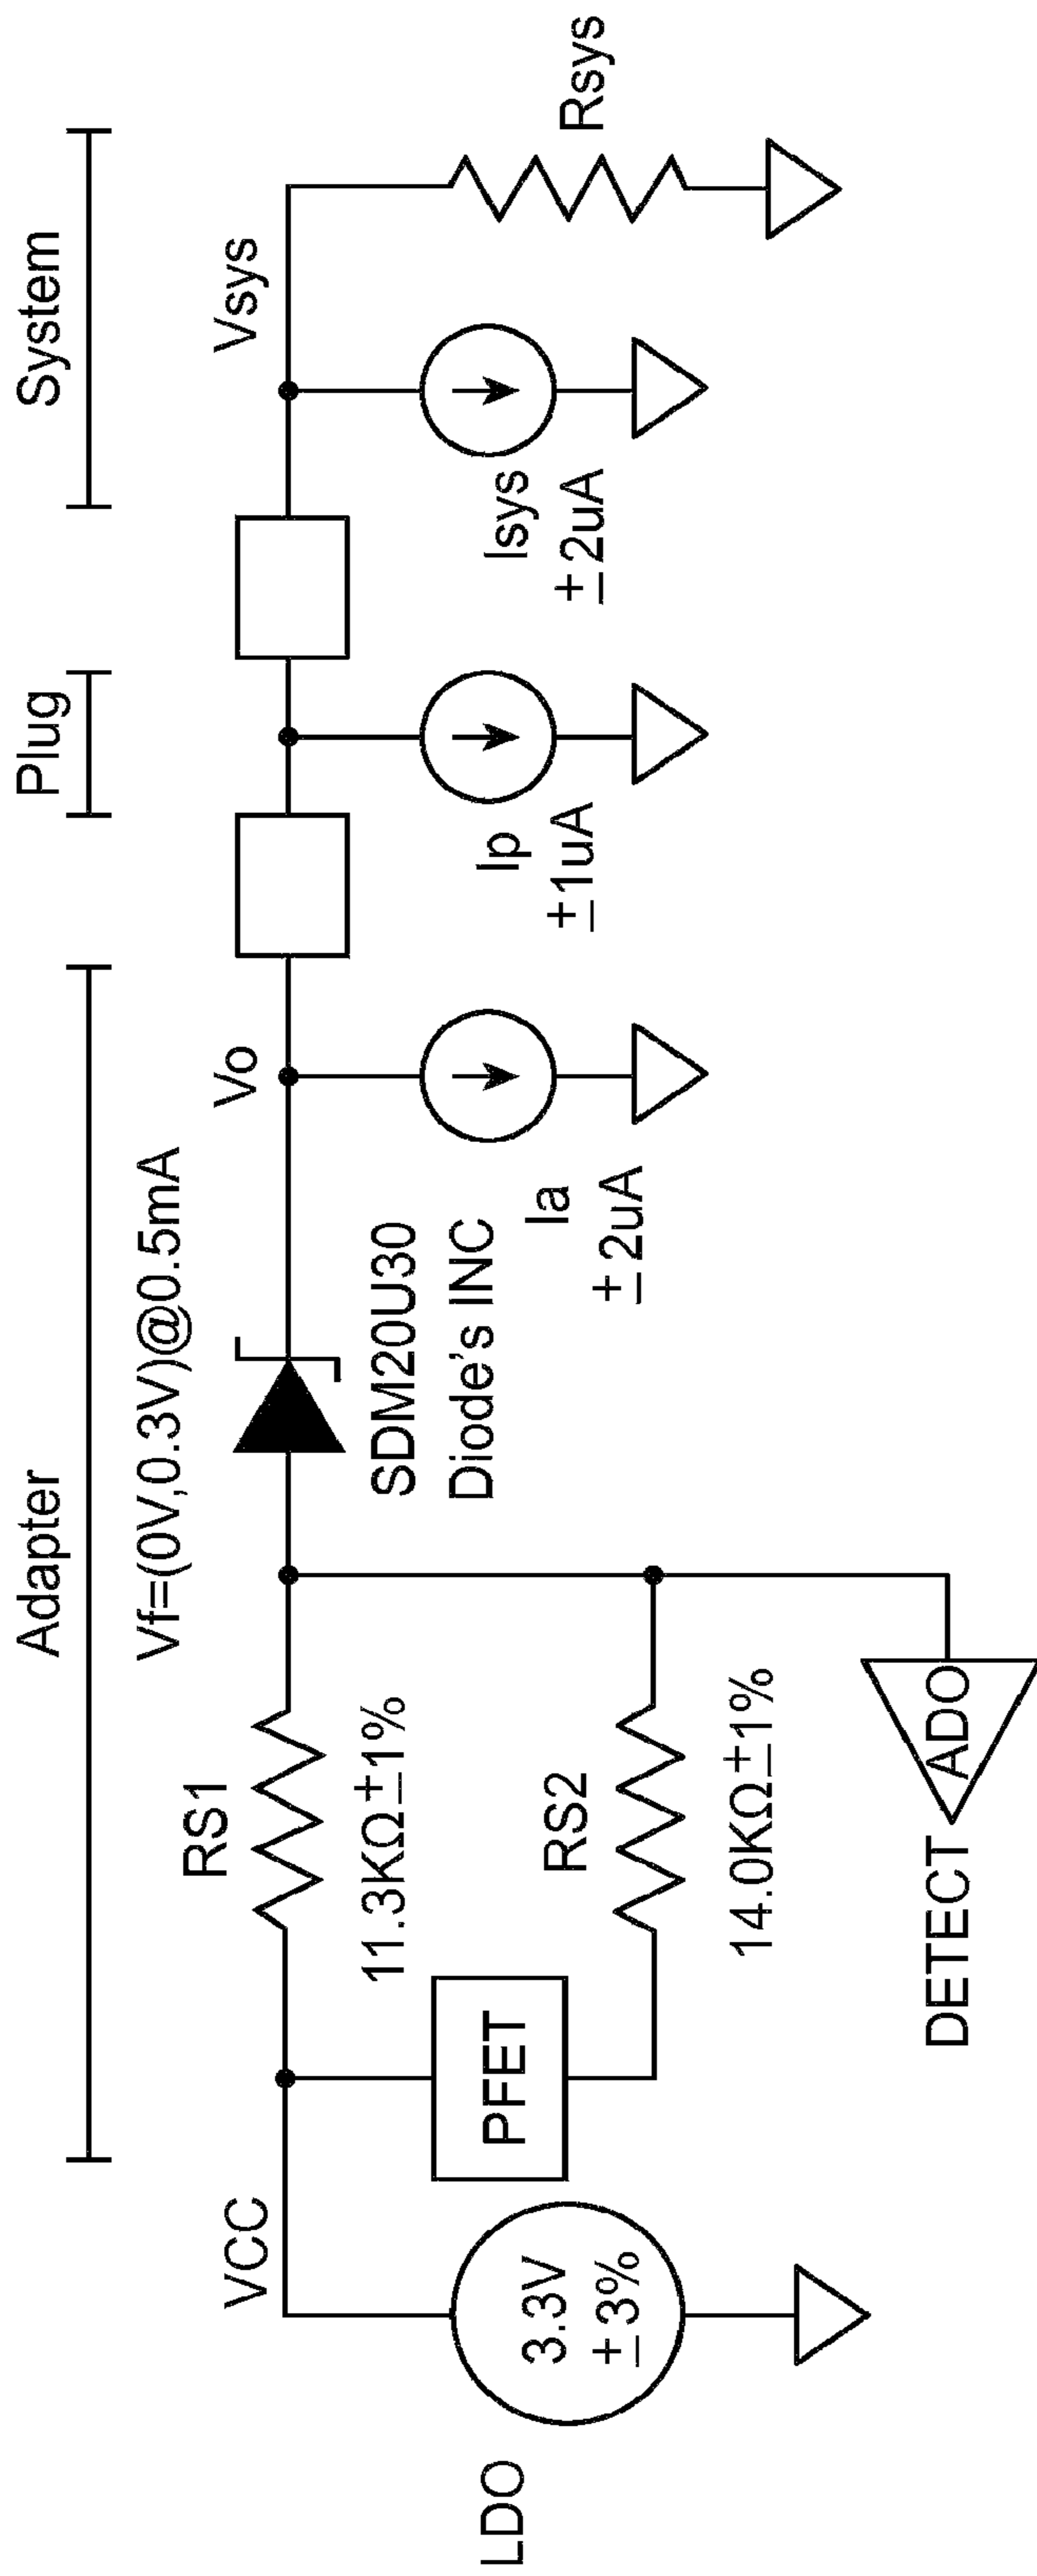 Adapter
Plug
System
Vf=(0V,0.3V)@0.5mA
VCC
RS1
11.3KΩ±1%
Vo
Vsys
SDM20U30
Diode's INC
LDO
3.3V
±3%
PFET
RS2
14.0KΩ±1%
Ia
±2uA
Ip
±1uA
Isys
±2uA
Rsys
DETECT
ADO